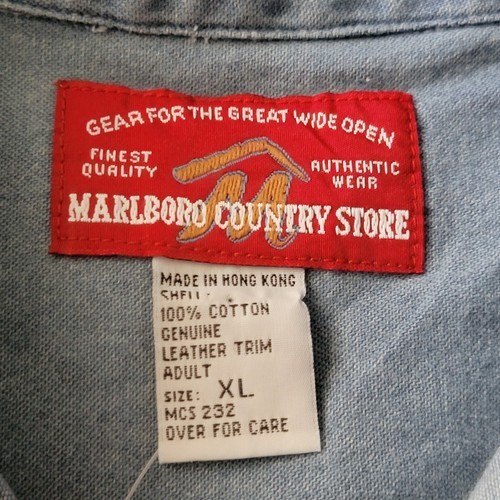 GEAR FOR THE GREAT WIDE OPEN
FINEST
QUALITY
AUTHENTIC
WEAR
MARLBORO COUNTRY STORE
MADE IN HONG KONG
SHELL:
100% COTTON
GENUINE
LEATHER TRIM
ADULT
SIZE: XL
MCS 232
OVER FOR CARE